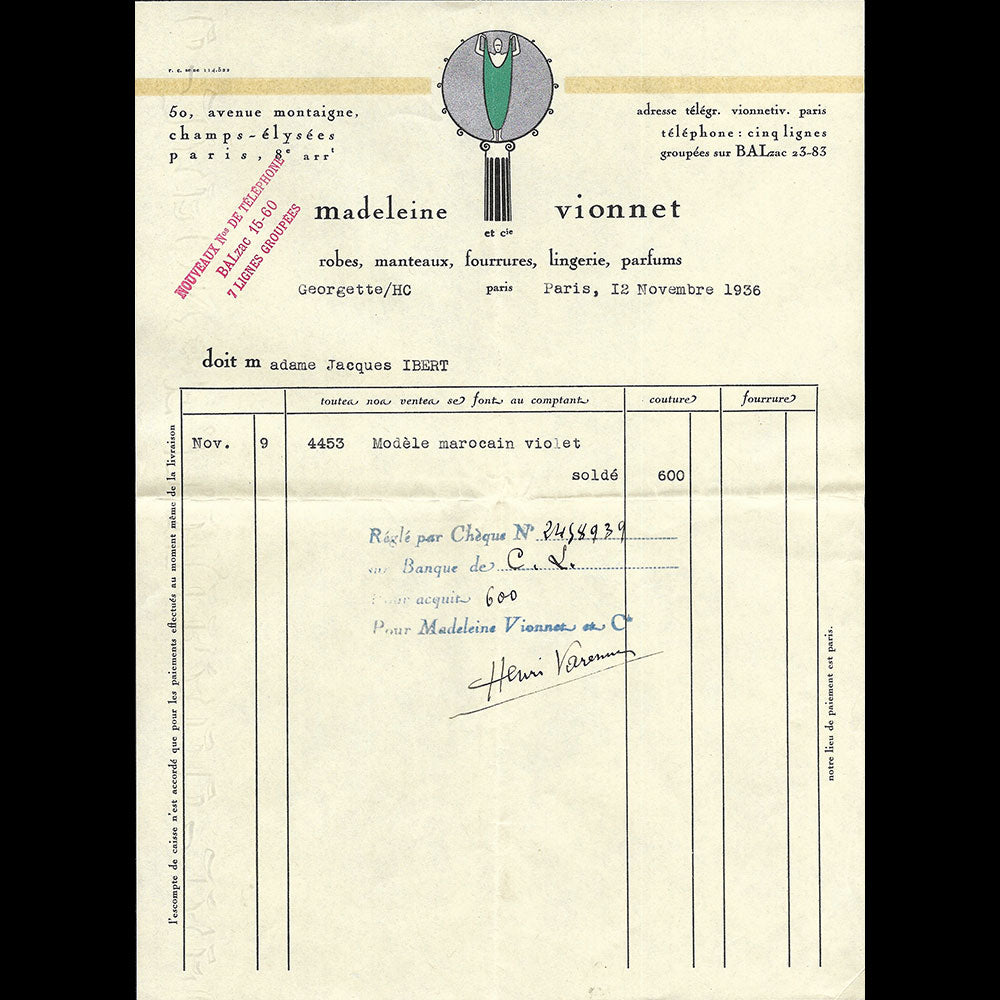 50, avenue montaigne,
champs-élysées
paris, 8e arrt
adresse télégr. vionnetiv. paris
téléphone : cinq lignes
groupées sur BALzac 23-83
NOUVEAUX Nos DE TÉLÉPHONE
BALzac 15-60
7 LIGNES GROUPÉES
madeleine vionnet
et cie
robes, manteaux, fourrures, lingerie, parfums
Georgette/HC paris Paris, I2 Novembre 1936
doit m adame Jacques IBERT
toutes nos ventes se font au comptant couture fourrure
Nov. 9 4453 Modèle marocain violet
soldé 600
Réglé par Chèque No 2458939
sur Banque de C. L.
Pour acquit 600
Pour Madeleine Vionnet et Cie
Henri Varenne
l'escompte de caisse n'est accordé que pour les paiements effectués au moment même de la livraison
notre lieu de paiement est paris.